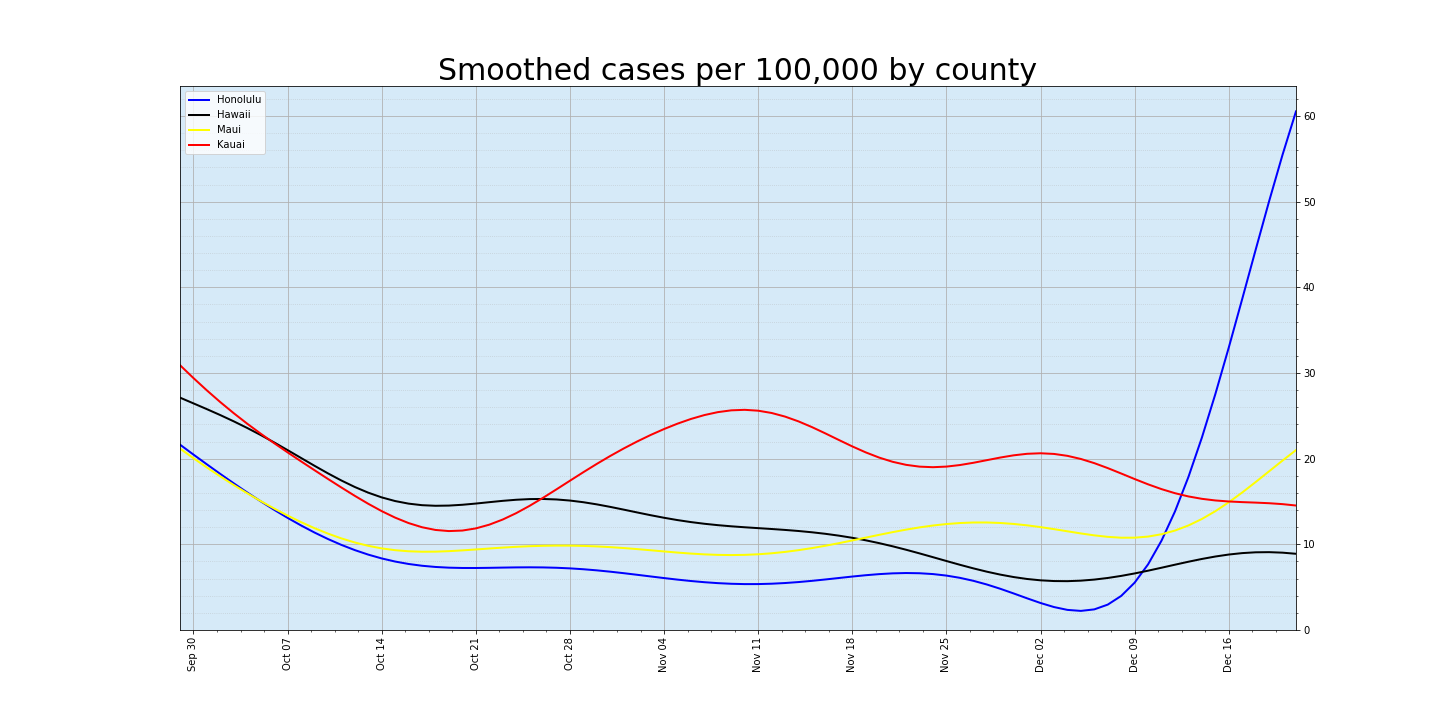 Smoothed cases per 100,000 by county
Honolulu
Hawaii
Maui
Kauai
60
50
40
30
20
10
0
Sep 30
Oct 07
Oct 14
Oct 21
Oct 28
Nov 04
Nov 11
Nov 18
Nov 25
Dec 02
Dec 09
Dec 16